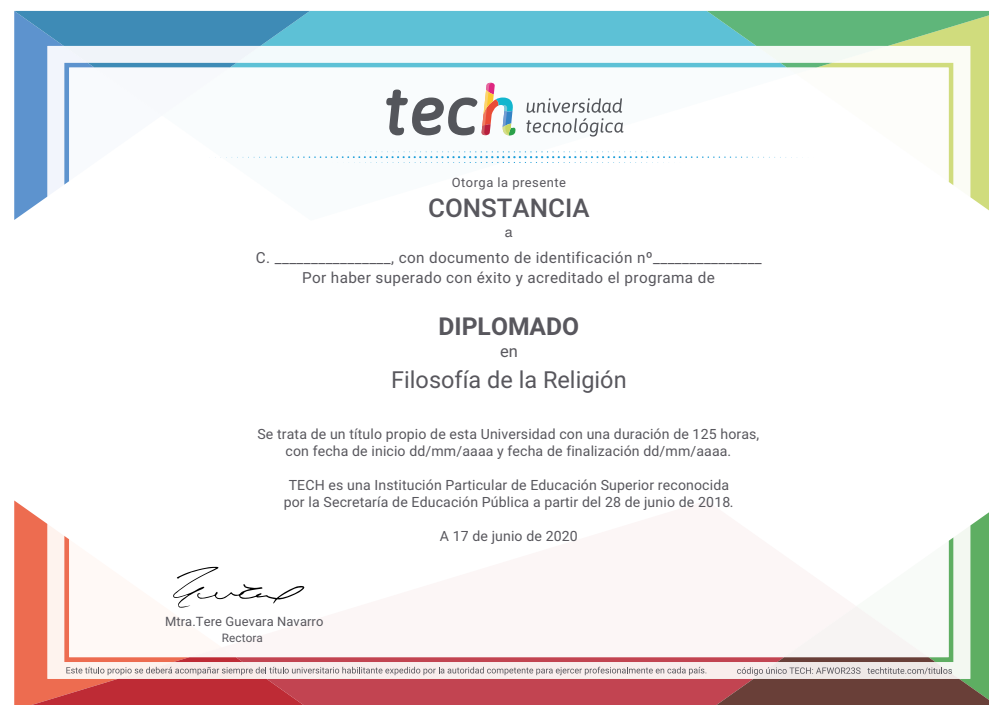 tech universidad
tecnológica
Otorga la presente
CONSTANCIA
a
C. ________________, con documento de identificación nº_______________
Por haber superado con éxito y acreditado el programa de
DIPLOMADO
en
Filosofía de la Religión
Se trata de un título propio de esta Universidad con una duración de 125 horas,
con fecha de inicio dd/mm/aaaa y fecha de finalización dd/mm/aaaa.
TECH es una Institución Particular de Educación Superior reconocida
por la Secretaría de Educación Pública a partir del 28 de junio de 2018.
A 17 de junio de 2020
Mtra.Tere Guevara Navarro
Rectora
Este título propio se deberá acompañar siempre del título universitario habilitante expedido por la autoridad competente para ejercer profesionalmente en cada país. código único TECH: AFWOR23S techtitute.com/titulos